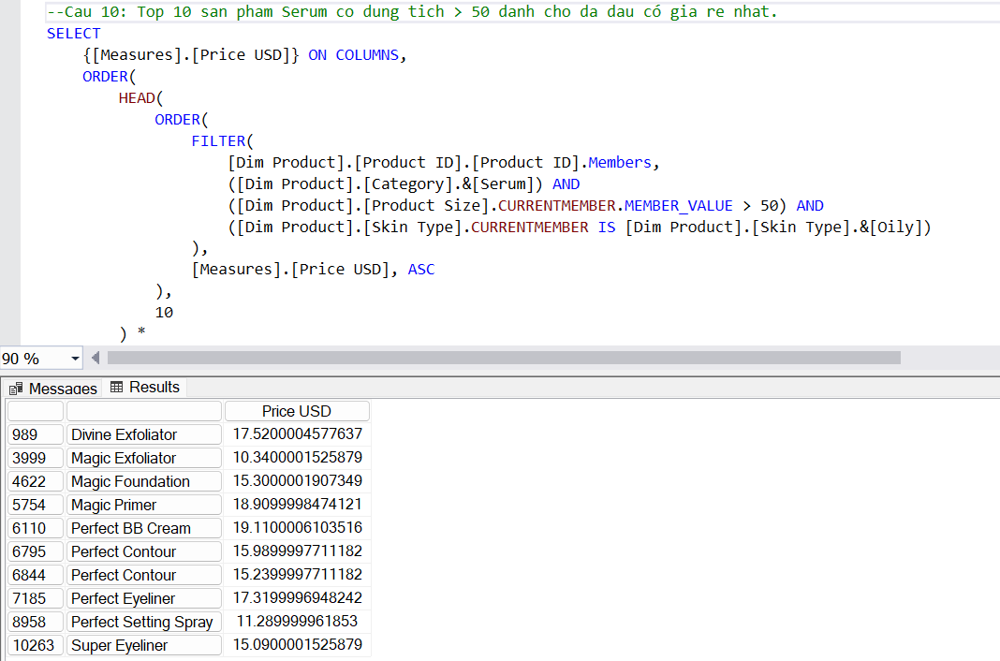 --Cau 10: Top 10 san pham Serum co dung tich > 50 danh cho da dau có gia re nhat.
SELECT
{[Measures].[Price USD]} ON COLUMNS,
ORDER(
HEAD(
ORDER(
FILTER(
[Dim Product].[Product ID].[Product ID].Members,
([Dim Product].[Category].&[Serum]) AND
([Dim Product].[Product Size].CURRENTMEMBER.MEMBER_VALUE > 50) AND
([Dim Product].[Skin Type].CURRENTMEMBER IS [Dim Product].[Skin Type].&[Oily])
),
[Measures].[Price USD], ASC
),
10
) *
90 %
Messages Results
Price USD
989 Divine Exfoliator 17.5200004577637
3999 Magic Exfoliator 10.3400001525879
4622 Magic Foundation 15.3000001907349
5754 Magic Primer 18.9099998474121
6110 Perfect BB Cream 19.1100006103516
6795 Perfect Contour 15.9899997711182
6844 Perfect Contour 15.2399997711182
7185 Perfect Eyeliner 17.3199996948242
8958 Perfect Setting Spray 11.289999961853
10263 Super Eyeliner 15.0900001525879